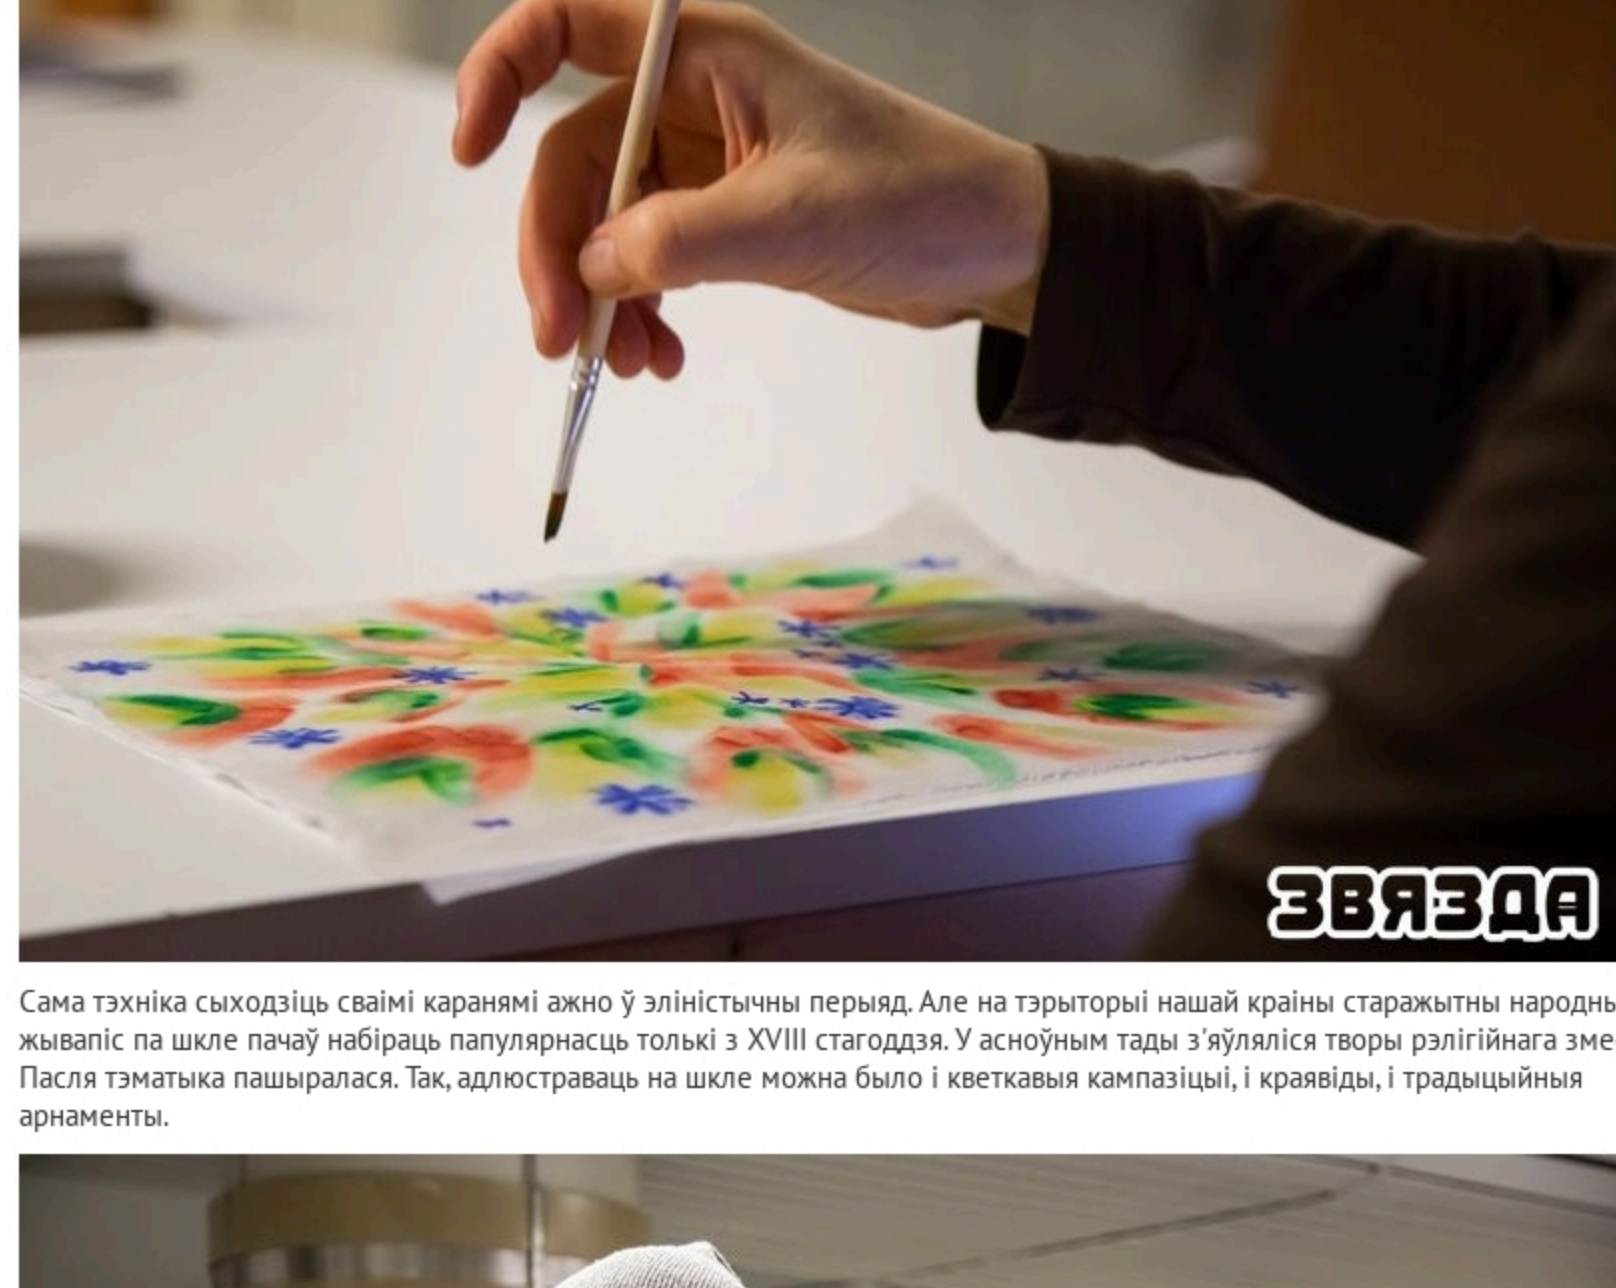 ЗВЯЗДА
Сама тэхніка сыходзіць сваімі каранямі ажно ў эліністычны перыяд. Але на тэрыторыі нашай краіны старажытны
жывапіс па шкле пачаў набіраць папулярнасць толькі з XVIII стагоддзя. У асноўным тады з'яўляліся творы рэлігійнага
Пасля тэматыка пашыралася. Так, адлюстраваць на шкле можна было і кветкавыя кампазіцыі, і краявіды, і традыцыйныя
арнаменты.